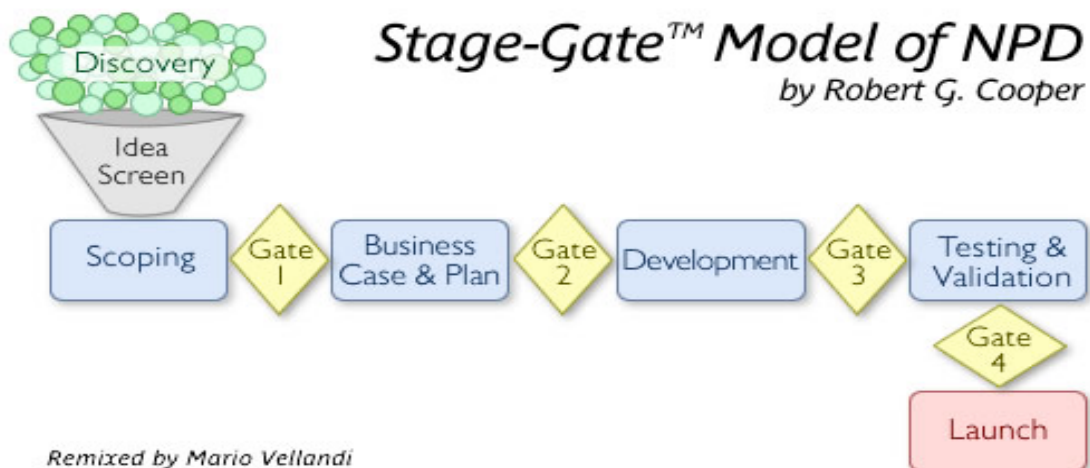 Stage-Gate™ Model of NPD
by Robert G. Cooper
Discovery
Idea
Screen
Scoping
Gate
1
Business
Case & Plan
Gate
2
Development
Gate
3
Testing &
Validation
Gate
4
Launch
Remixed by Mario Vellandi